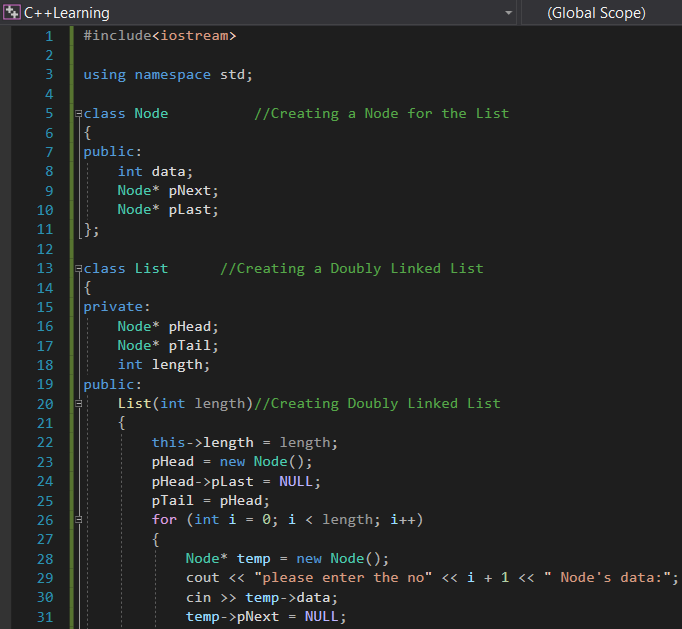 C++Learning (Global Scope)
1 #include<iostream>
2
3 using namespace std;
4
5 class Node //Creating a Node for the List
6 {
7 public:
8 int data;
9 Node* pNext;
10 Node* pLast;
11 };
12
13 class List //Creating a Doubly Linked List
14 {
15 private:
16 Node* pHead;
17 Node* pTail;
18 int length;
19 public:
20 List(int length)//Creating Doubly Linked List
21 {
22 this->length = length;
23 pHead = new Node();
24 pHead->pLast = NULL;
25 pTail = pHead;
26 for (int i = 0; i < length; i++)
27 {
28 Node* temp = new Node();
29 cout << "please enter the no" << i + 1 << " Node's data:";
30 cin >> temp->data;
31 temp->pNext = NULL;